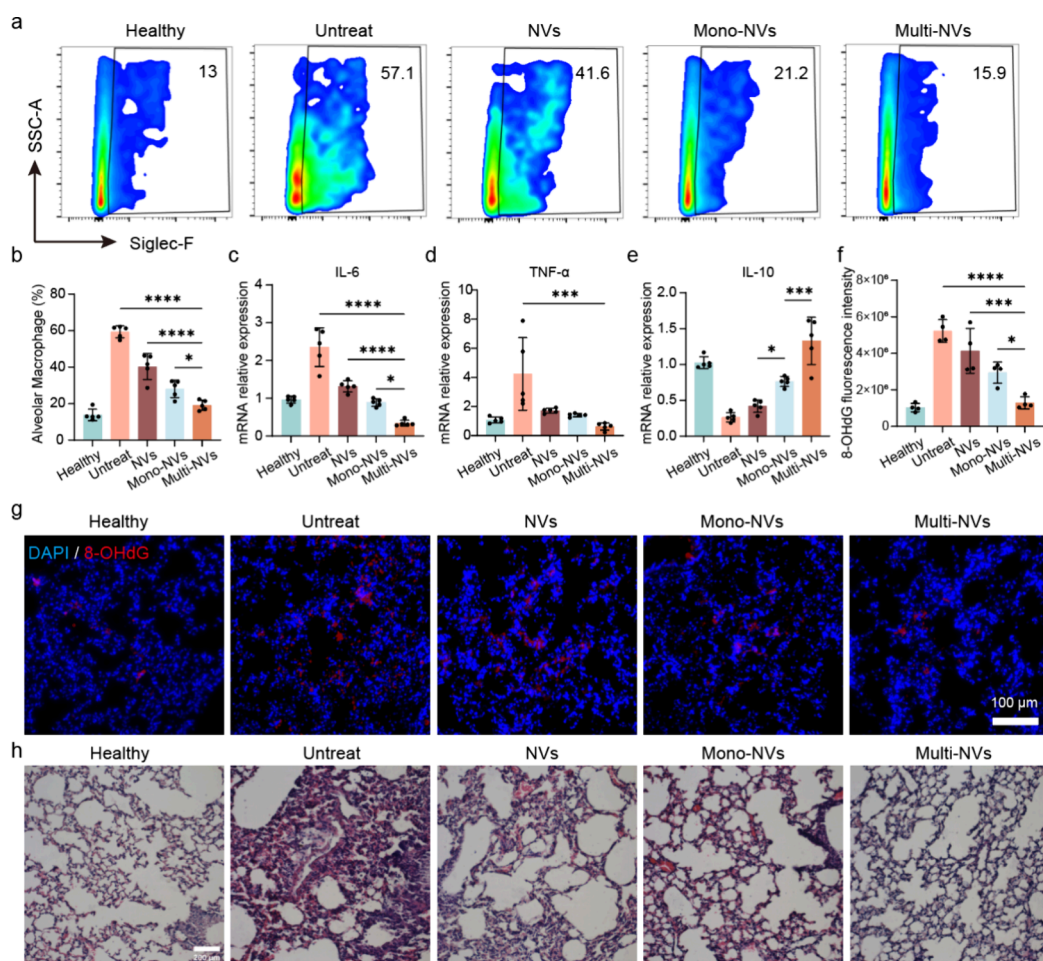 a
Healthy Untreat NVs Mono-NVs Multi-NVs
13 57.1 41.6 21.2 15.9
SSC-A
Siglec-F
b
Alveolar Macrophage (%)
80
60
40
20
0
****
****
*
Healthy Untreat NVs Mono-NVs Multi-NVs
c
IL-6
mRNA relative expression
4
3
2
1
0
****
****
*
Healthy Untreat NVs Mono-NVs Multi-NVs
d
TNF-α
mRNA relative expression
8
6
4
2
0
***
Healthy Untreat NVs Mono-NVs Multi-NVs
e
IL-10
mRNA relative expression
2.0
1.5
1.0
0.5
0.0
***
*
Healthy Untreat NVs Mono-NVs Multi-NVs
f
8-OHdG fluorescence intensity
8×10⁶
6×10⁶
4×10⁶
2×10⁶
0
****
***
*
Healthy Untreat NVs Mono-NVs Multi-NVs
g
Healthy Untreat NVs Mono-NVs Multi-NVs
DAPI / 8-OHdG
100 μm
h
Healthy Untreat NVs Mono-NVs Multi-NVs